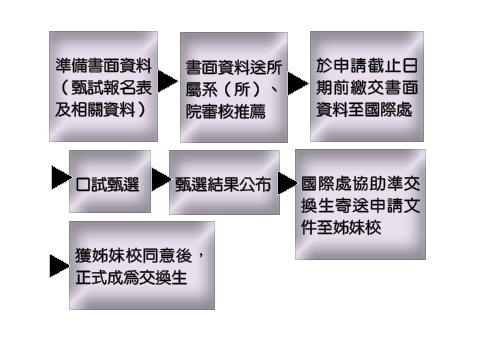 準備書面資料
（甄試報名表
及相關資料）
書面資料送所
屬系（所）、
院審核推薦
於申請截止日
期前繳交書面
資料至國際處
口試甄選
甄選結果公布
國際處協助準交
換生寄送申請文
件至姊妹校
獲姊妹校同意後，
正式成為交換生